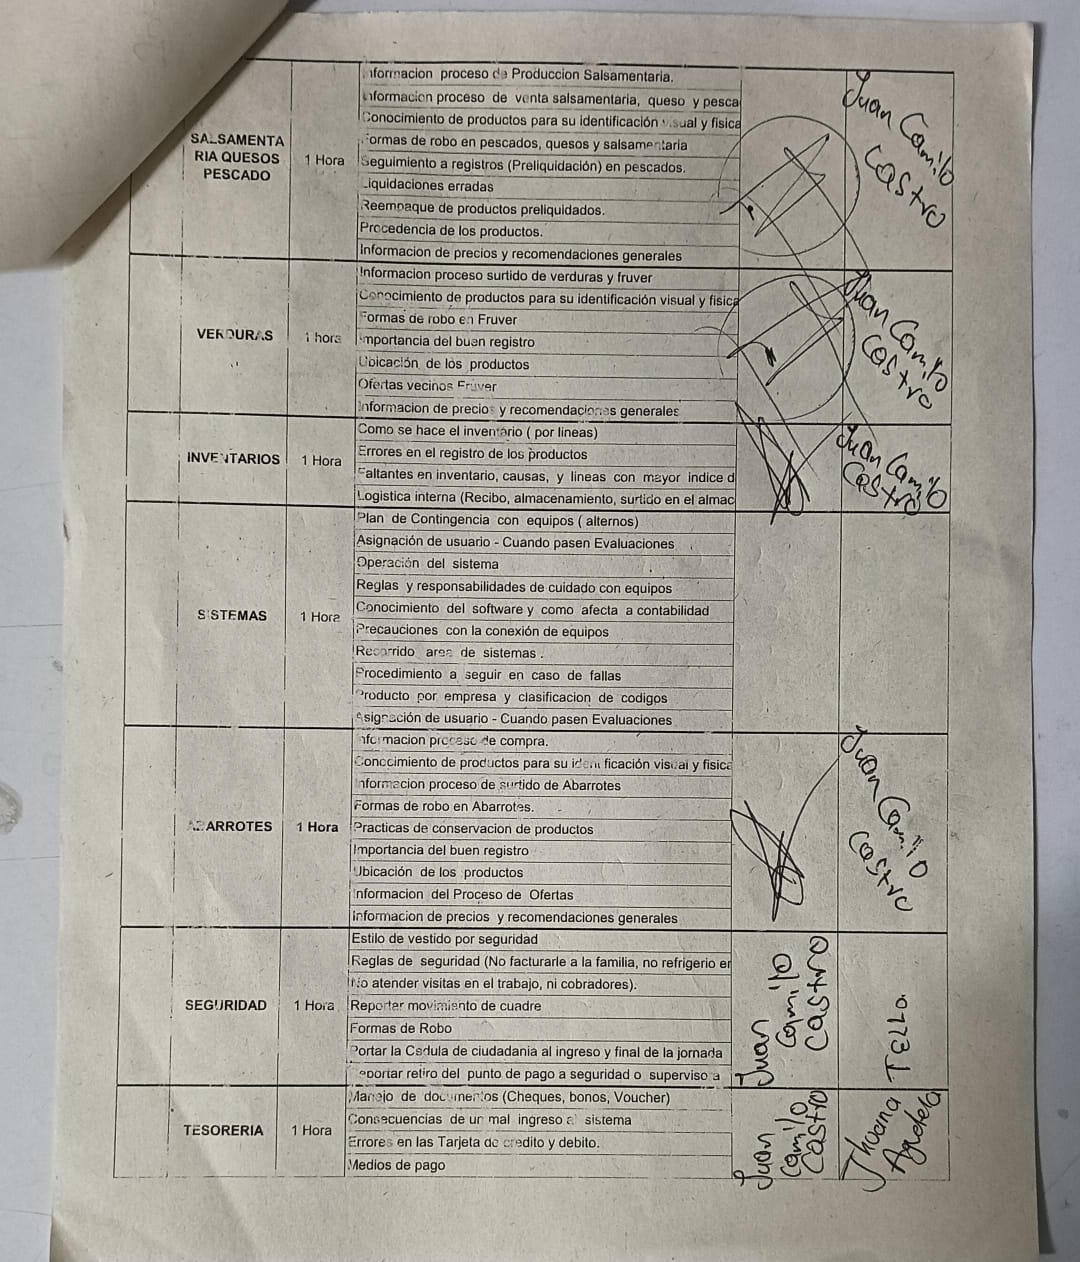 Informacion proceso de Produccion Salsamentaria.
Informacion proceso de venta salsamentaria, queso y pesca
Conocimiento de productos para su identificación visual y fisica
Formas de robo en pescados, quesos y salsamentaria
SALSAMENTA
RIA QUESOS
PESCADO
1 Hora
Seguimiento a registros (Preliquidación) en pescados.
Liquidaciones erradas
Reempaque de productos preliquidados.
Procedencia de los productos.
Informacion de precios y recomendaciones generales
Juan Camilo
Castro
Informacion proceso surtido de verduras y fruver
Conocimiento de productos para su identificación visual y fisica
Formas de robo en Fruver
VERDURAS
1 hora
Importancia del buen registro
Ubicación de los productos
Ofertas vecinos Fruver
Informacion de precios y recomendaciones generales
Juan Camilo
Castro
Como se hace el inventario ( por lineas)
Errores en el registro de los productos
INVENTARIOS
1 Hora
Faltantes en inventario, causas, y lineas con mayor indice d
Logistica interna (Recibo, almacenamiento, surtido en el almac
Juan Camilo
Castro
Plan de Contingencia con equipos ( alternos)
Asignación de usuario - Cuando pasen Evaluaciones
Operación del sistema
Reglas y responsabilidades de cuidado con equipos
SISTEMAS
1 Hora
Conocimiento del software y como afecta a contabilidad
Precauciones con la conexión de equipos
Recorrido area de sistemas .
Procedimiento a seguir en caso de fallas
Producto por empresa y clasificacion de codigos
Asignación de usuario - Cuando pasen Evaluaciones
Informacion proceso de compra.
Conocimiento de productos para su identificación visual y fisica
Informacion proceso de surtido de Abarrotes
Formas de robo en Abarrotes.
ABARROTES
1 Hora
Practicas de conservacion de productos
Importancia del buen registro
Ubicación de los productos
Informacion del Proceso de Ofertas
Informacion de precios y recomendaciones generales
Juan Camilo
Castro
Estilo de vestido por seguridad
Reglas de seguridad (No facturarle a la familia, no refrigerio en
No atender visitas en el trabajo, ni cobradores).
SEGURIDAD
1 Hora
Reportar movimiento de cuadre
Formas de Robo
Portar la Cedula de ciudadania al ingreso y final de la jornada
Reportar retiro del punto de pago a seguridad o superviso a
Juan
Camilo
Castro
TELLO.
Manejo de documentos (Cheques, bonos, Voucher)
Consecuencias de un mal ingreso al sistema
TESORERIA
1 Hora
Errores en las Tarjeta de credito y debito.
Medios de pago
Juan
Camilo
Castro